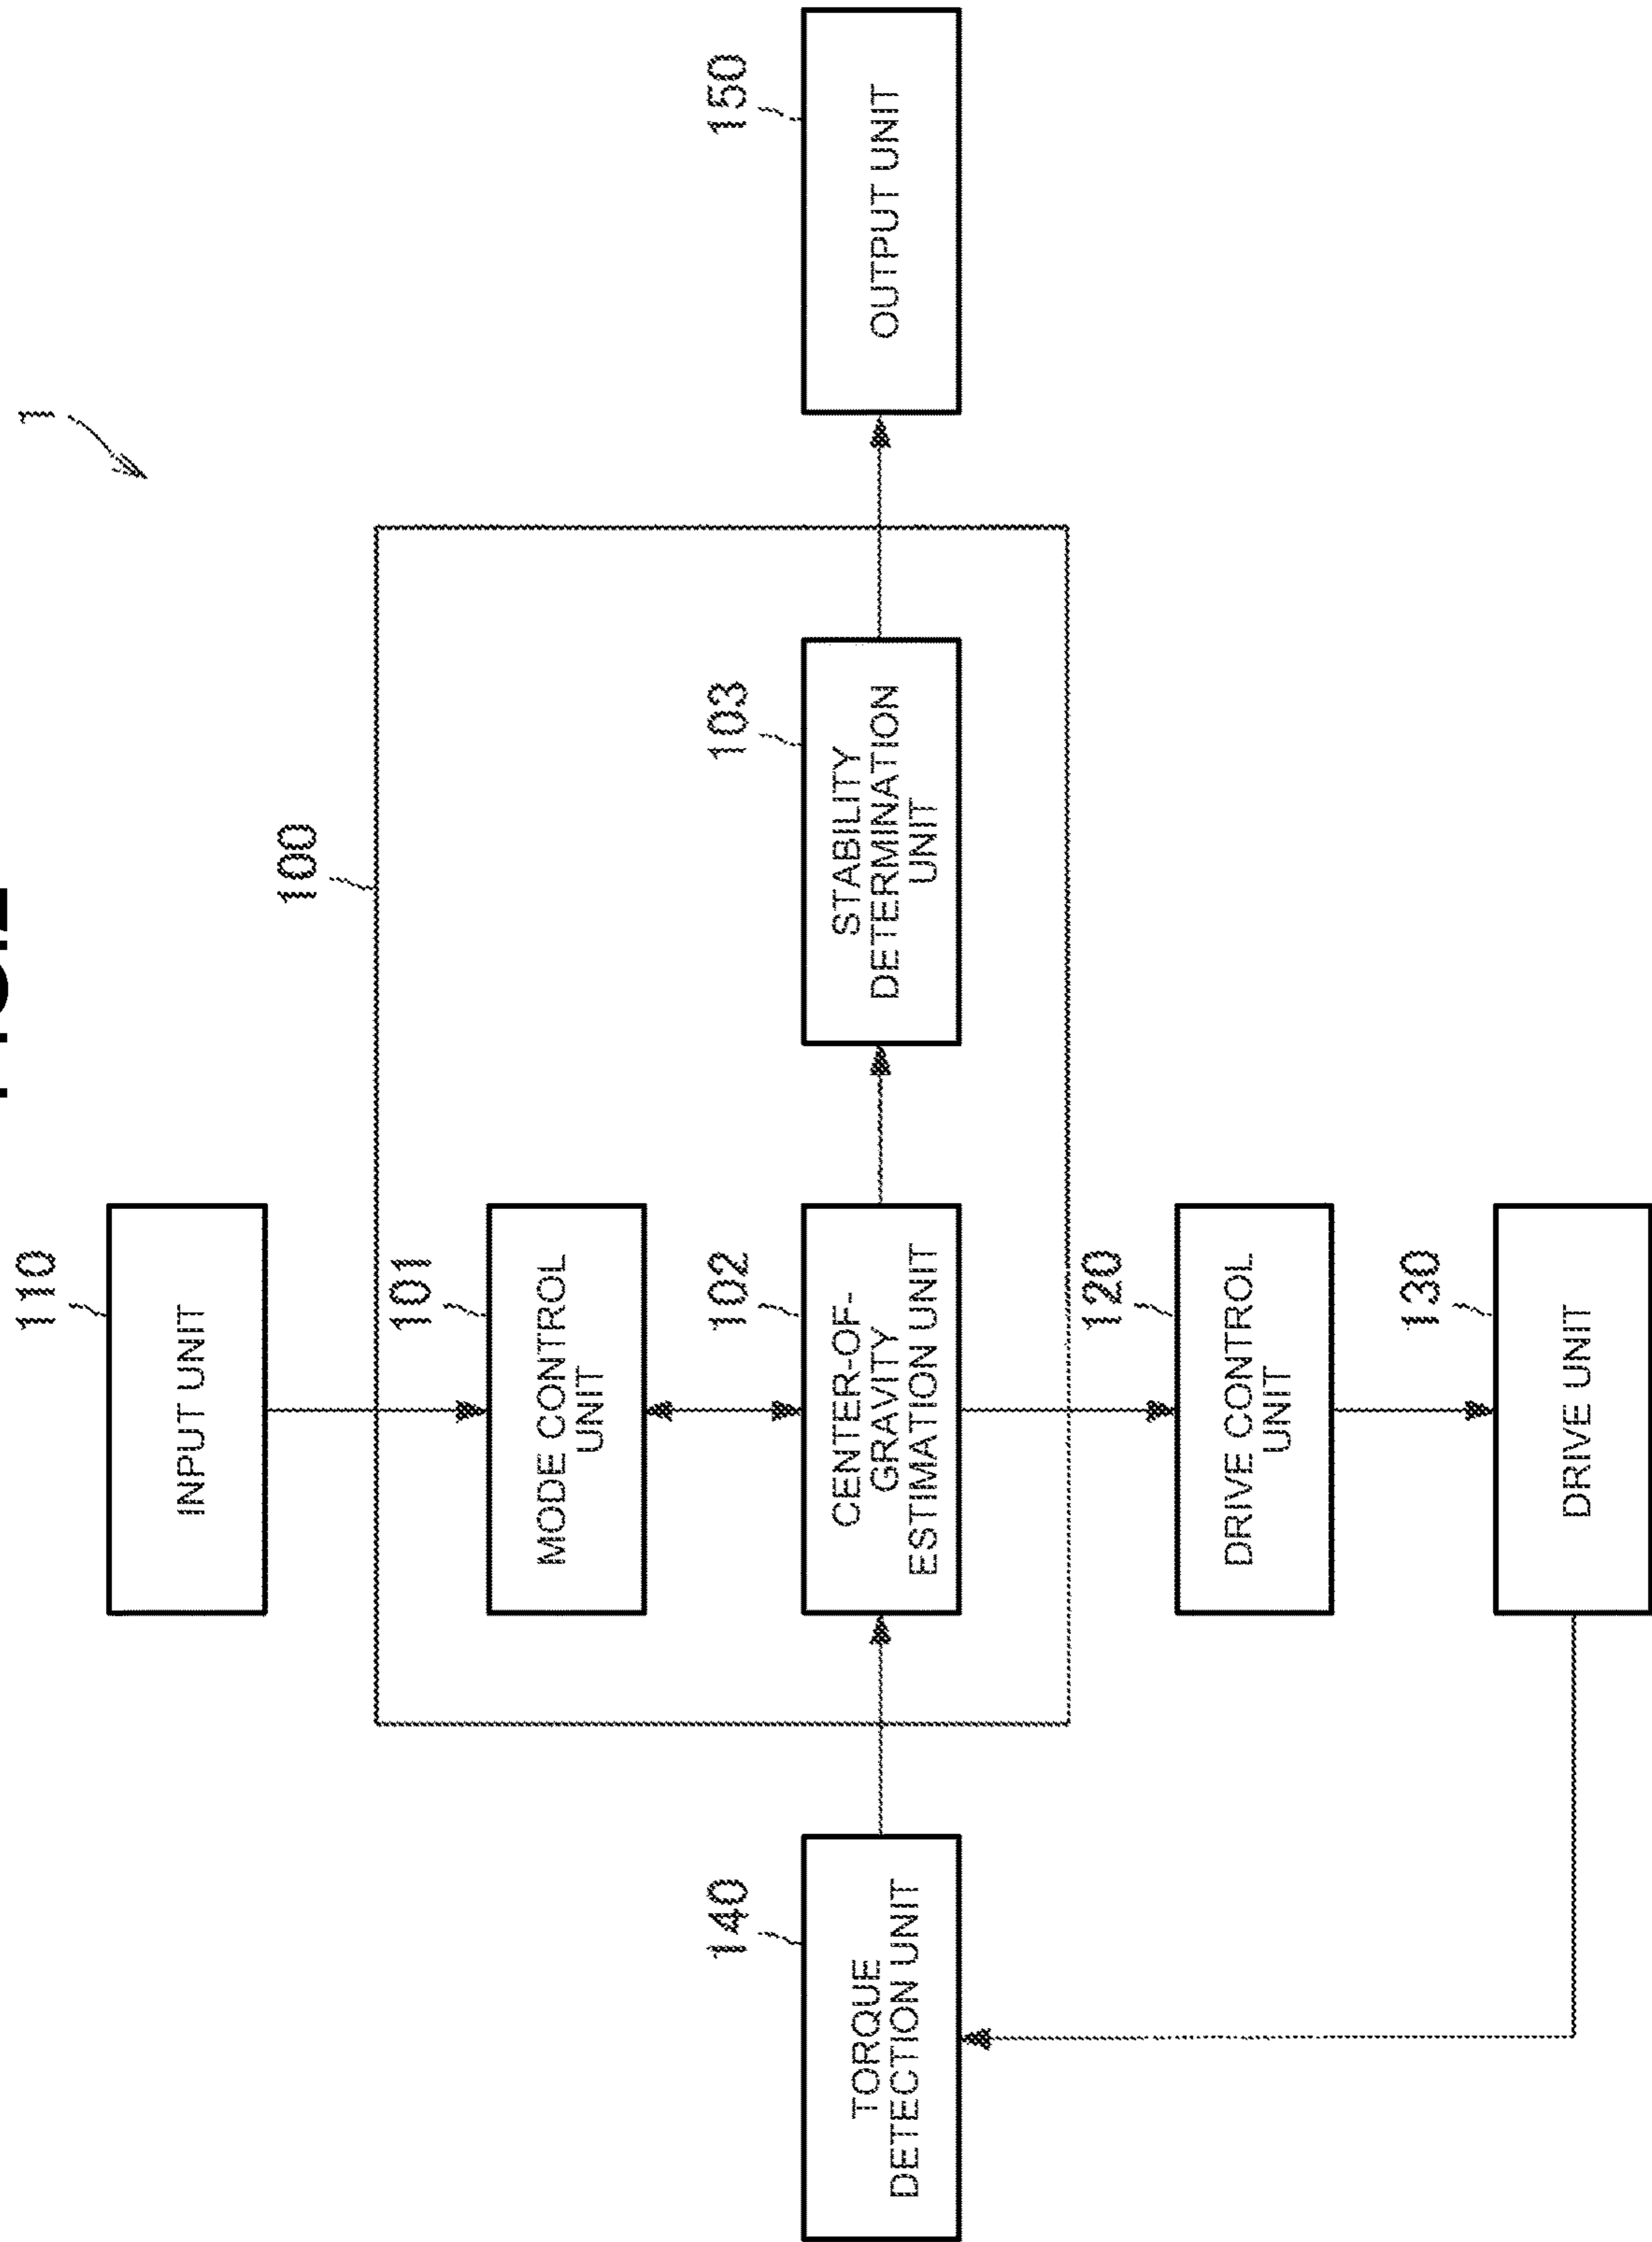 1
110
INPUT UNIT
100
101
MODE CONTROL
UNIT
140
TORQUE
DETECTION UNIT
102
CENTER-OF-
GRAVITY
ESTIMATION UNIT
103
STABILITY
DETERMINATION
UNIT
150
OUTPUT UNIT
120
DRIVE CONTROL
UNIT
130
DRIVE UNIT